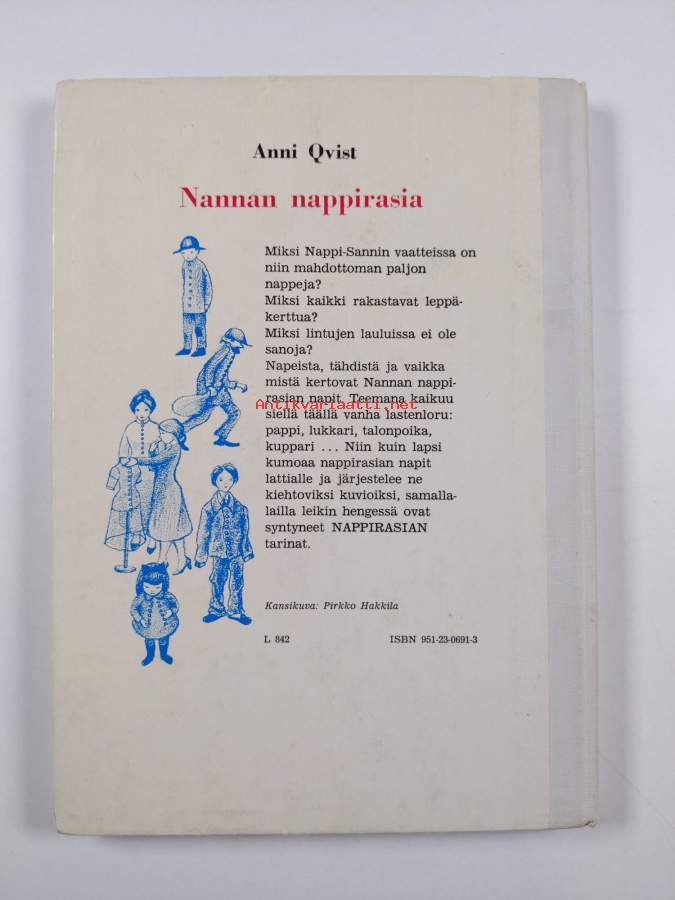 Anni Qvist
Nannan nappirasia
Miksi Nappi-Sannin vaatteissa on
niin mahdottoman paljon
nappeja?
Miksi kaikki rakastavat leppä-
kerttua?
Miksi lintujen lauluissa ei ole
sanoja?
Napeista, tähdistä ja vaikka
mistä kertovat Nannan nappi-
rasian napit. Teemana kaikuu
Antikvariaatti.net
siellä täällä vanha lastenloru:
pappi, lukkari, talonpoika,
kuppari ... Niin kuin lapsi
kumoaa nappirasian napit
lattialle ja järjestelee ne
kiehtoviksi kuvioiksi, samalla-
lailla leikin hengessä ovat
syntyneet NAPPIRASIAN
tarinat.
Kansikuva: Pirkko Hakkila
L 842 ISBN 951-23-0691-3